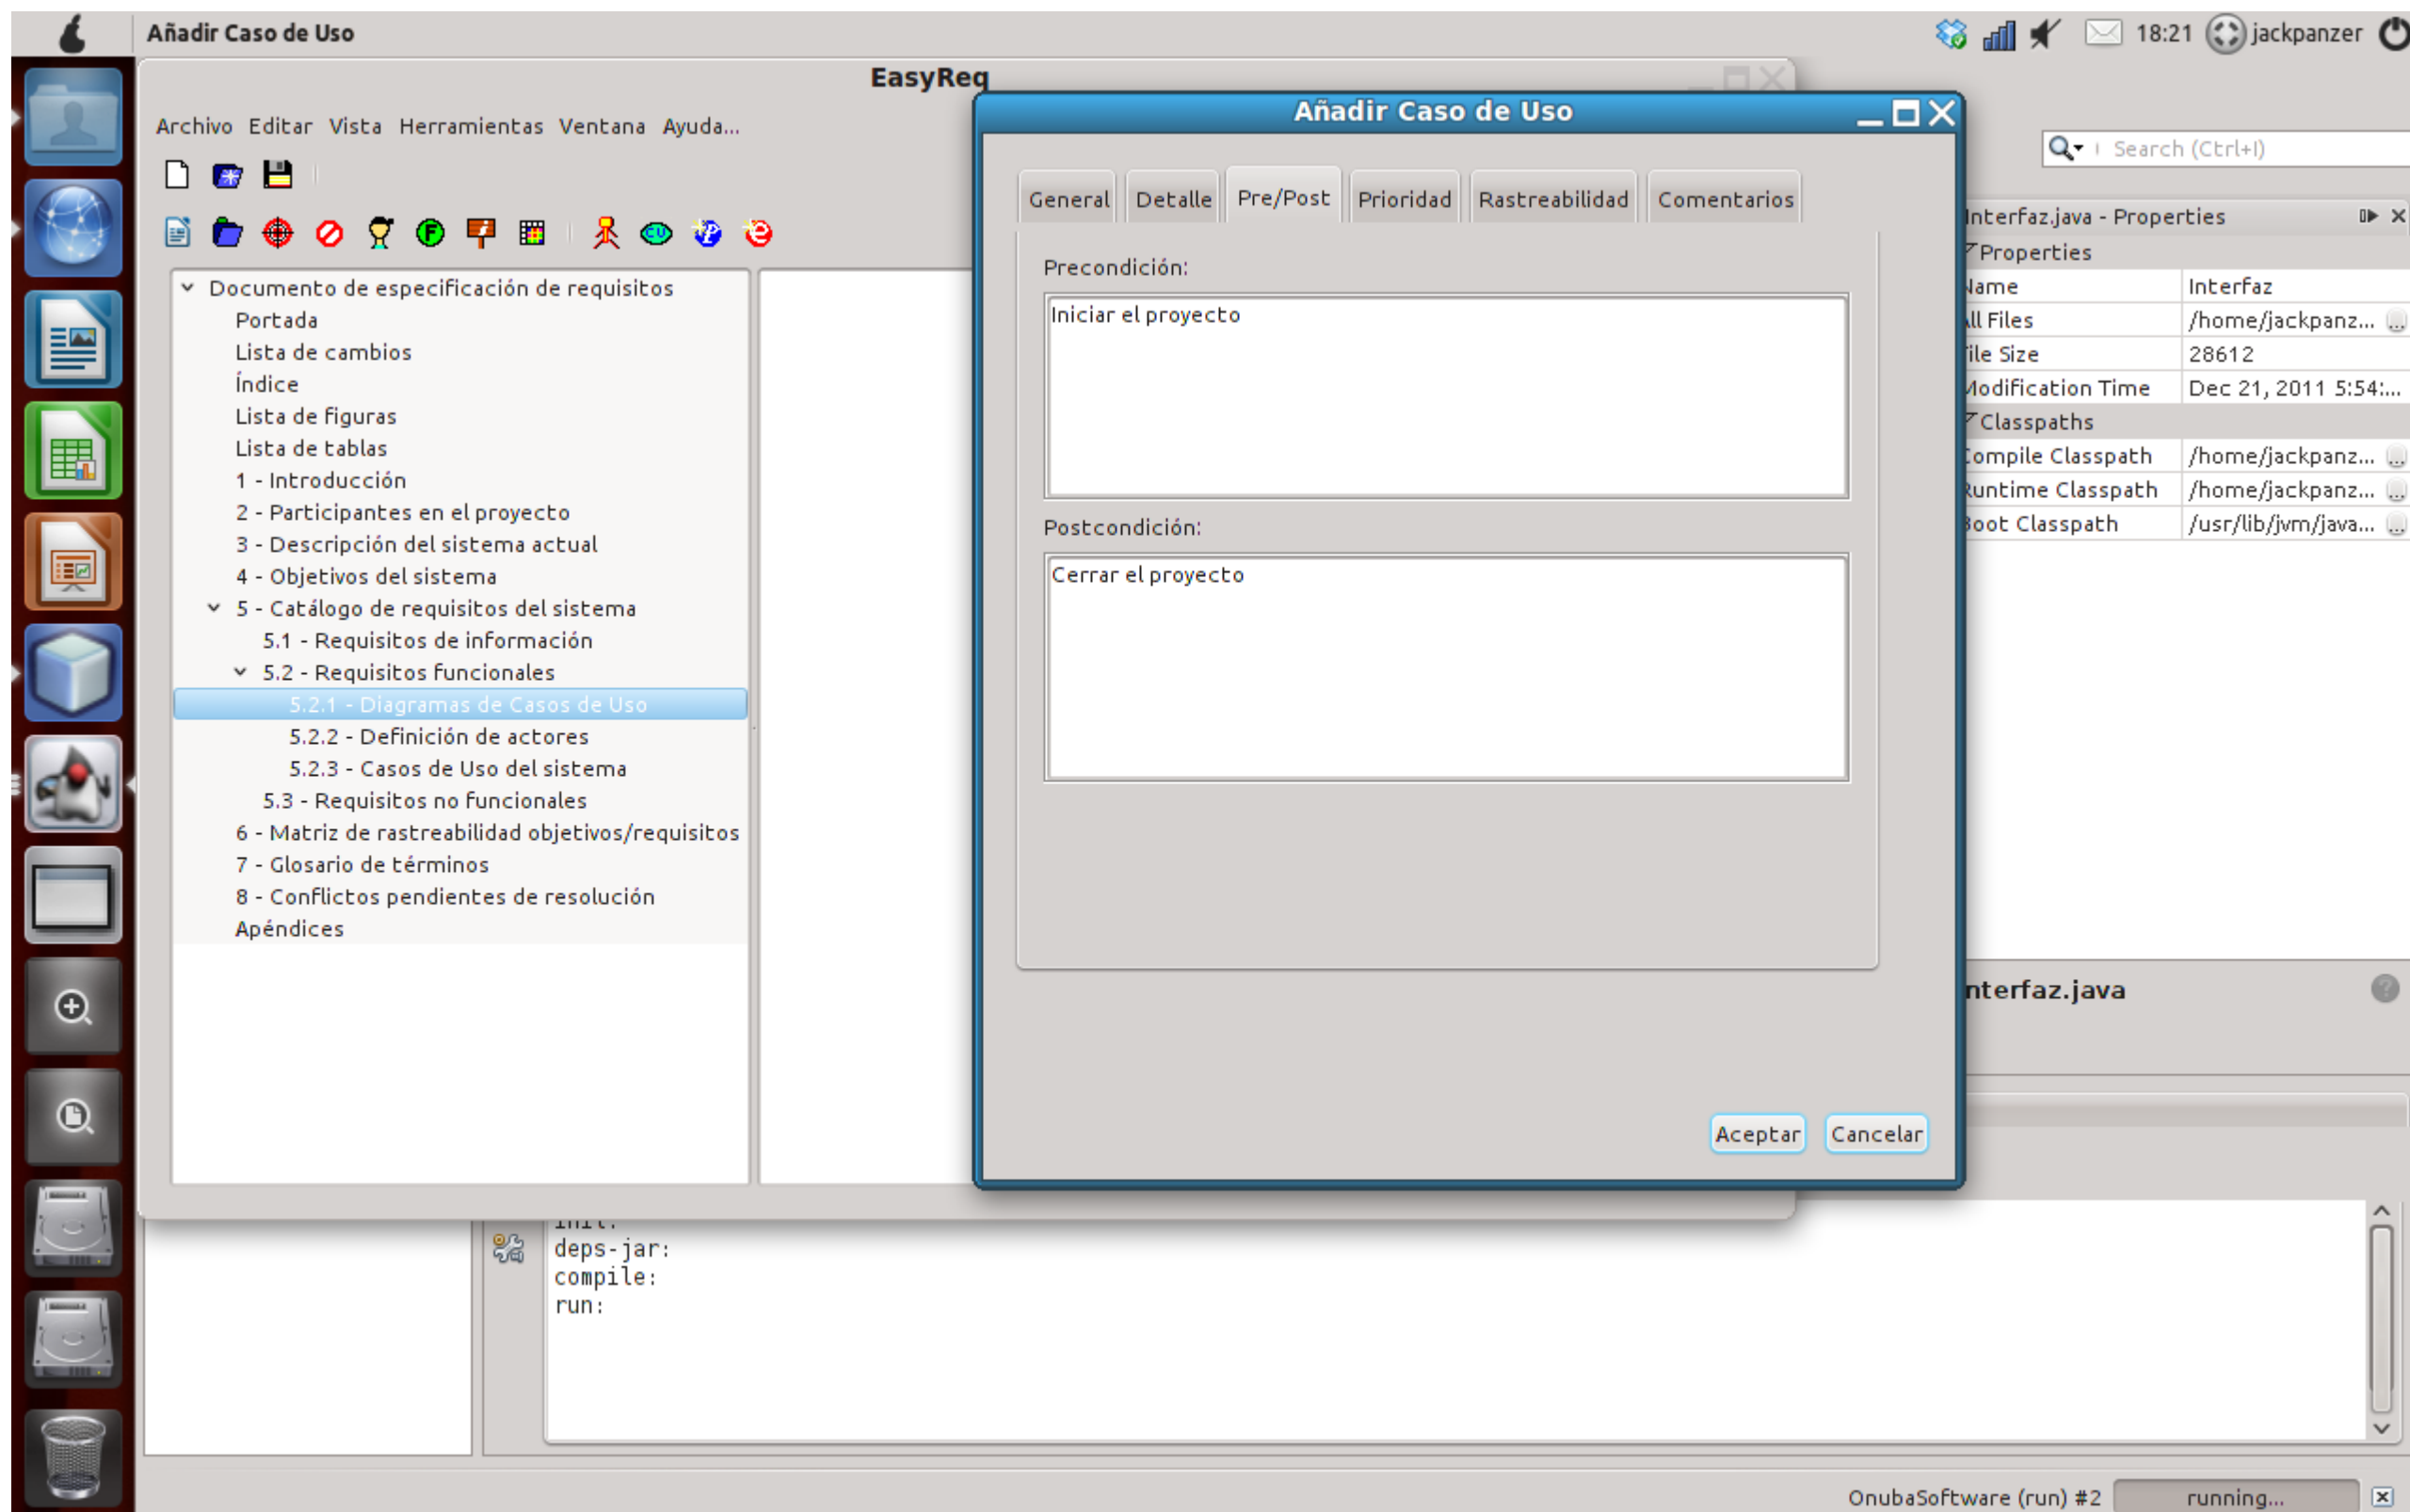 Añadir Caso de Uso
18:21
jackpanzer
EasyReq
Archivo Editar Vista Herramientas Ventana Ayuda...
Documento de especificación de requisitos
Portada
Lista de cambios
Índice
Lista de figuras
Lista de tablas
1 - Introducción
2 - Participantes en el proyecto
3 - Descripción del sistema actual
4 - Objetivos del sistema
5 - Catálogo de requisitos del sistema
5.1 - Requisitos de información
5.2 - Requisitos funcionales
5.2.1 - Diagramas de Casos de Uso
5.2.2 - Definición de actores
5.2.3 - Casos de Uso del sistema
5.3 - Requisitos no funcionales
6 - Matriz de rastreabilidad objetivos/requisitos
7 - Glosario de términos
8 - Conflictos pendientes de resolución
Apéndices
Añadir Caso de Uso
General Detalle Pre/Post Prioridad Rastreabilidad Comentarios
Precondición:
Iniciar el proyecto
Postcondición:
Cerrar el proyecto
Aceptar Cancelar
Search (Ctrl+I)
Interfaz.java - Properties
Properties
Name Interfaz
All Files /home/jackpanz... ...
File Size 28612
Modification Time Dec 21, 2011 5:54:...
Classpaths
Compile Classpath /home/jackpanz... ...
Runtime Classpath /home/jackpanz... ...
Boot Classpath /usr/lib/jvm/java... ...
nterfaz.java
init:
deps-jar:
compile:
run:
OnubaSoftware (run) #2 running...